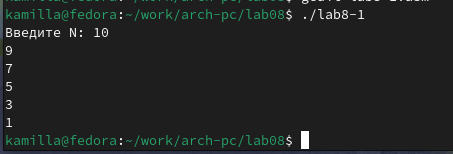 kamilla@fedora:~/work/arch-pc/lab08$ ./lab8-1
Введите N: 10
9
7
5
3
1
kamilla@fedora:~/work/arch-pc/lab08$